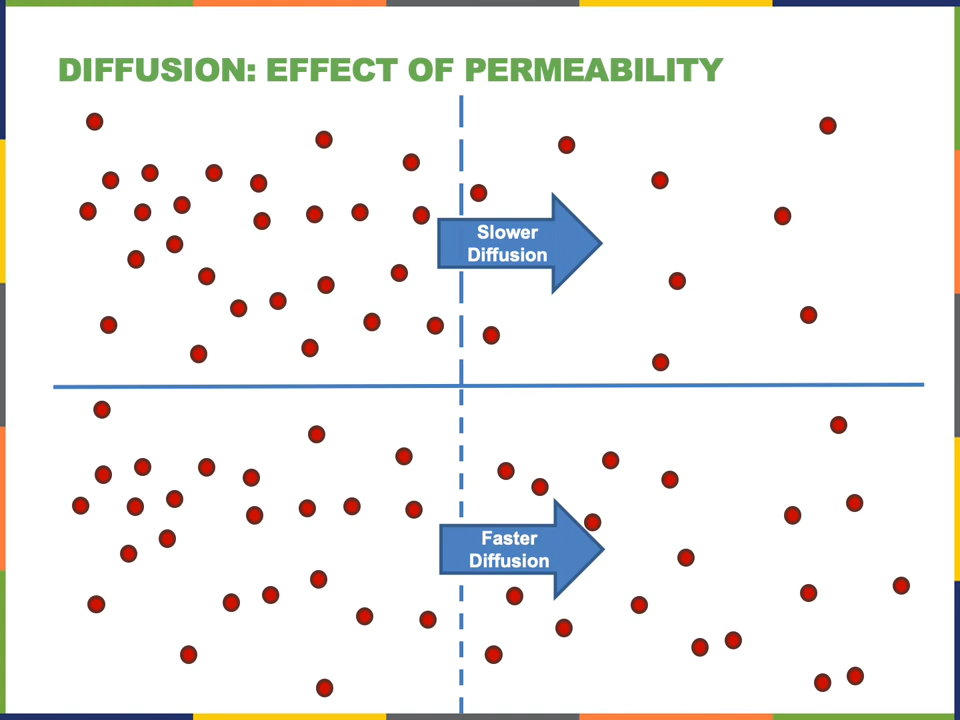 DIFFUSION: EFFECT OF PERMEABILITY
Slower
Diffusion
Faster
Diffusion